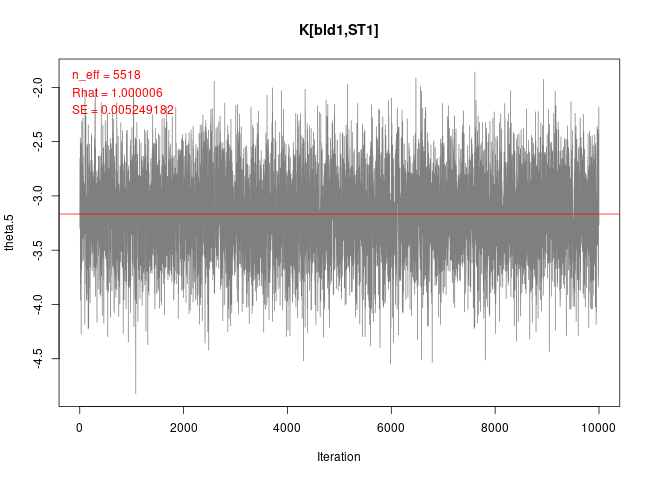 K[bld1,ST1]
n_eff = 5518
Rhat = 1.000006
SE = 0.005249182
-2.0
-2.5
-3.0
-3.5
-4.0
-4.5
theta.5
0 2000 4000 6000 8000 10000
Iteration